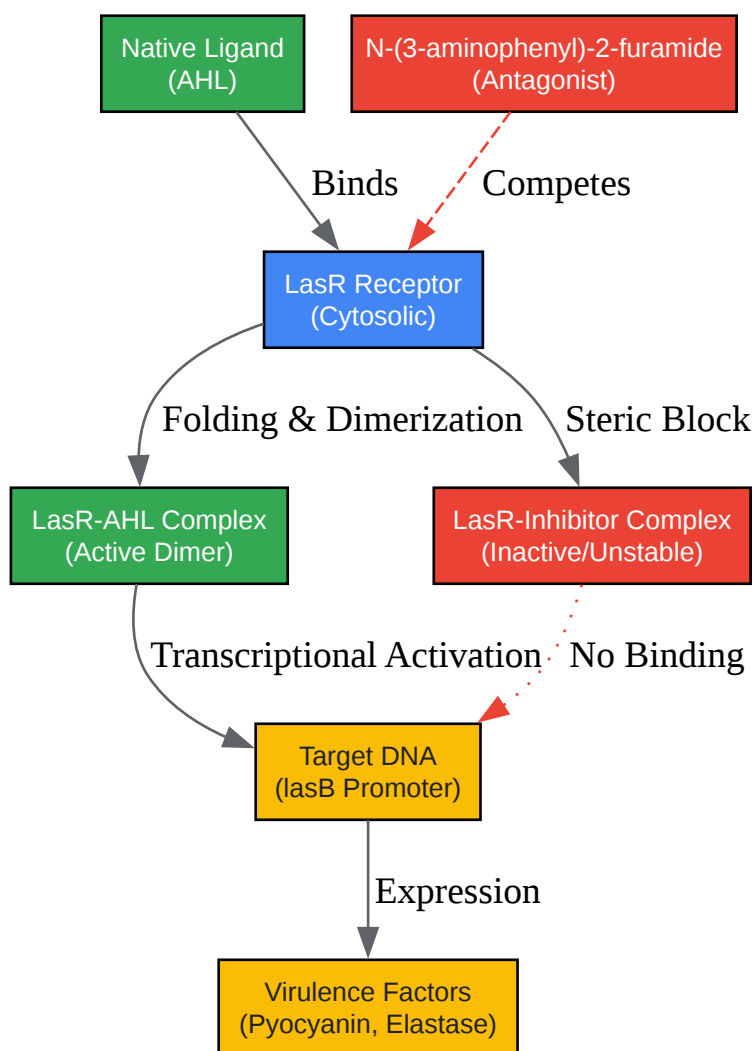 Native Ligand
(AHL)
N-(3-aminophenyl)-2-furamide
(Antagonist)
Binds
Competes
LasR Receptor
(Cytosolic)
Folding & Dimerization
Steric Block
LasR-AHL Complex
(Active Dimer)
LasR-Inhibitor Complex
(Inactive/Unstable)
Transcriptional Activation
No Binding
Target DNA
(lasB Promoter)
Expression
Virulence Factors
(Pyocyanin, Elastase)